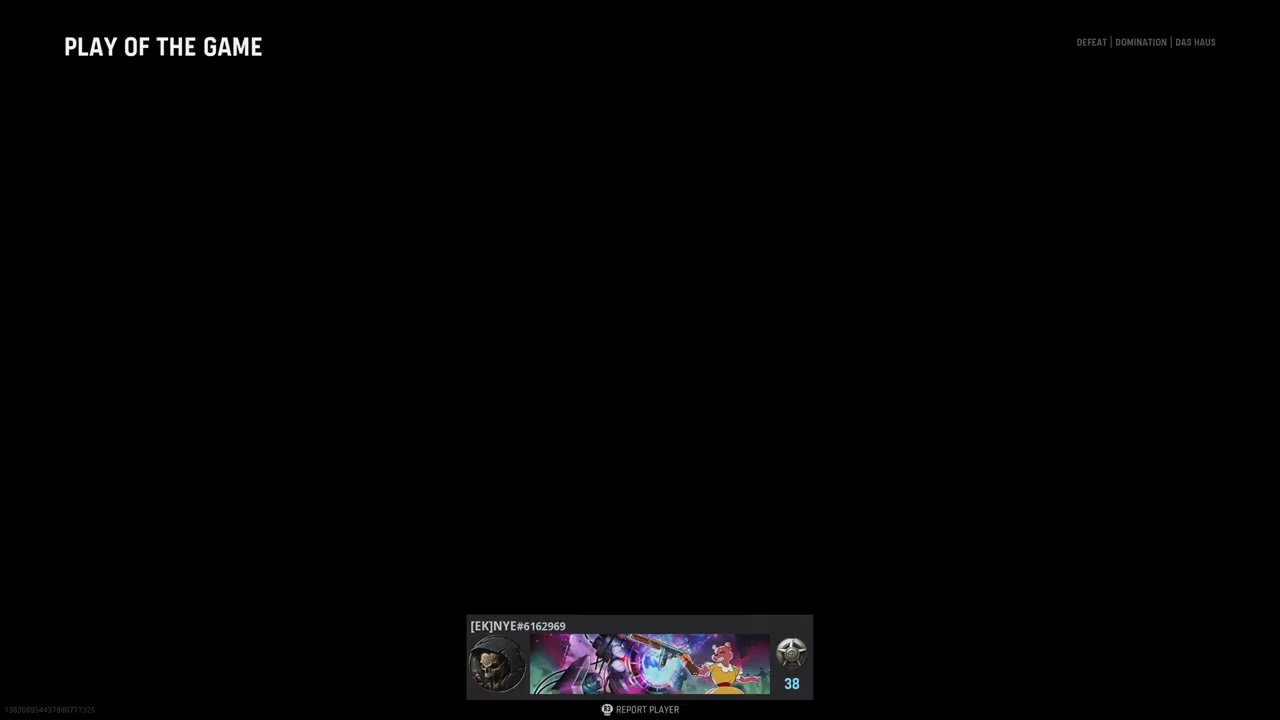 PLAY OF THE GAME
DEFEAT | DOMINATION | DAS HAUS
[EK]NYE#6162969
38
REPORT PLAYER